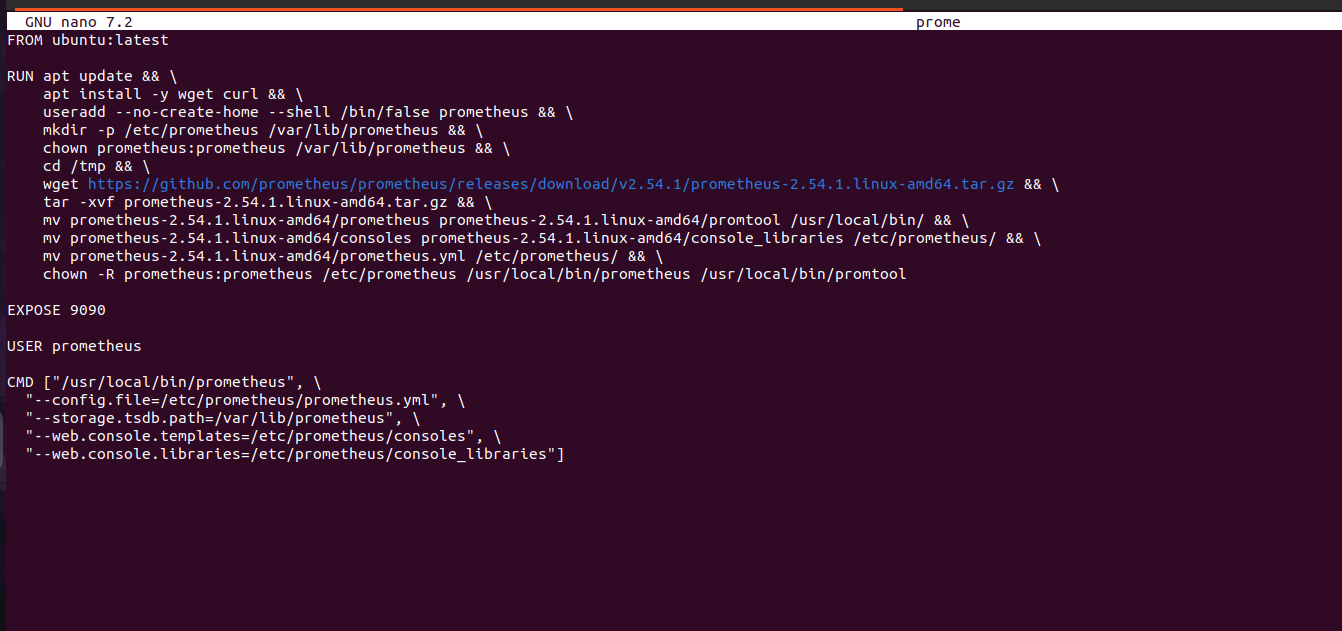 GNU nano 7.2 prome
FROM ubuntu:latest
RUN apt update && \
apt install -y wget curl && \
useradd --no-create-home --shell /bin/false prometheus && \
mkdir -p /etc/prometheus /var/lib/prometheus && \
chown prometheus:prometheus /var/lib/prometheus && \
cd /tmp && \
wget https://github.com/prometheus/prometheus/releases/download/v2.54.1/prometheus-2.54.1.linux-amd64.tar.gz && \
tar -xvf prometheus-2.54.1.linux-amd64.tar.gz && \
mv prometheus-2.54.1.linux-amd64/prometheus prometheus-2.54.1.linux-amd64/promtool /usr/local/bin/ && \
mv prometheus-2.54.1.linux-amd64/consoles prometheus-2.54.1.linux-amd64/console_libraries /etc/prometheus/ && \
mv prometheus-2.54.1.linux-amd64/prometheus.yml /etc/prometheus/ && \
chown -R prometheus:prometheus /etc/prometheus /usr/local/bin/prometheus /usr/local/bin/promtool
EXPOSE 9090
USER prometheus
CMD ["/usr/local/bin/prometheus", \
"--config.file=/etc/prometheus/prometheus.yml", \
"--storage.tsdb.path=/var/lib/prometheus", \
"--web.console.templates=/etc/prometheus/consoles", \
"--web.console.libraries=/etc/prometheus/console_libraries"]